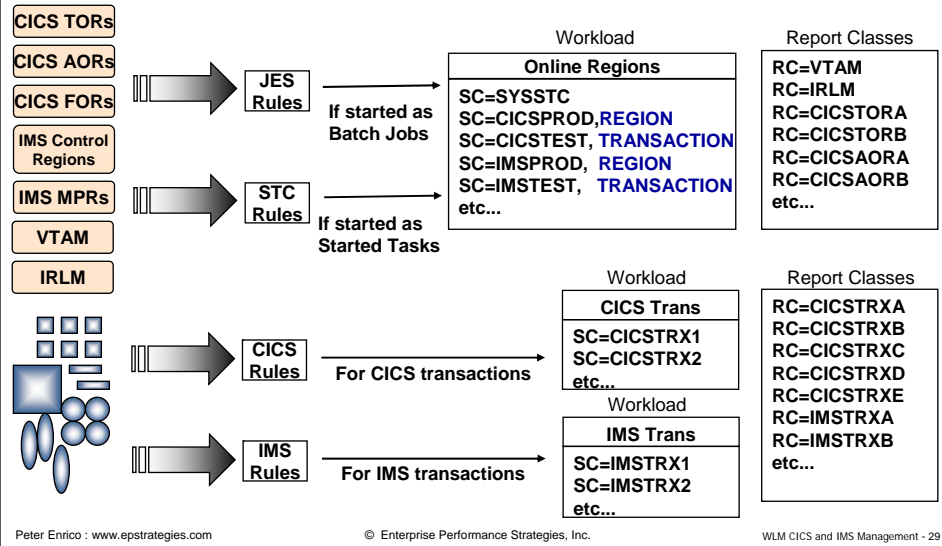 CICS TORs
CICS AORs
CICS FORs
IMS Control
Regions
IMS MPRs
VTAM
IRLM
JES
Rules
STC
Rules
If started as
Batch Jobs
If started as
Started Tasks
Workload
Online Regions
SC=SYSSTC
SC=CICSPROD,REGION
SC=CICSTEST, TRANSACTION
SC=IMSPROD, REGION
SC=IMSTEST, TRANSACTION
etc...
Report Classes
RC=VTAM
RC=IRLM
RC=CICSTORA
RC=CICSTORB
RC=CICSAORA
RC=CICSAORB
etc...
CICS
Rules
For CICS transactions
Workload
CICS Trans
SC=CICSTRX1
SC=CICSTRX2
etc...
IMS
Rules
For IMS transactions
Workload
IMS Trans
SC=IMSTRX1
SC=IMSTRX2
etc...
Report Classes
RC=CICSTRXA
RC=CICSTRXB
RC=CICSTRXC
RC=CICSTRXD
RC=CICSTRXE
RC=IMSTRXA
RC=IMSTRXB
etc...
Peter Enrico : www.epstrategies.com
© Enterprise Performance Strategies, Inc.
WLM CICS and IMS Management - 29